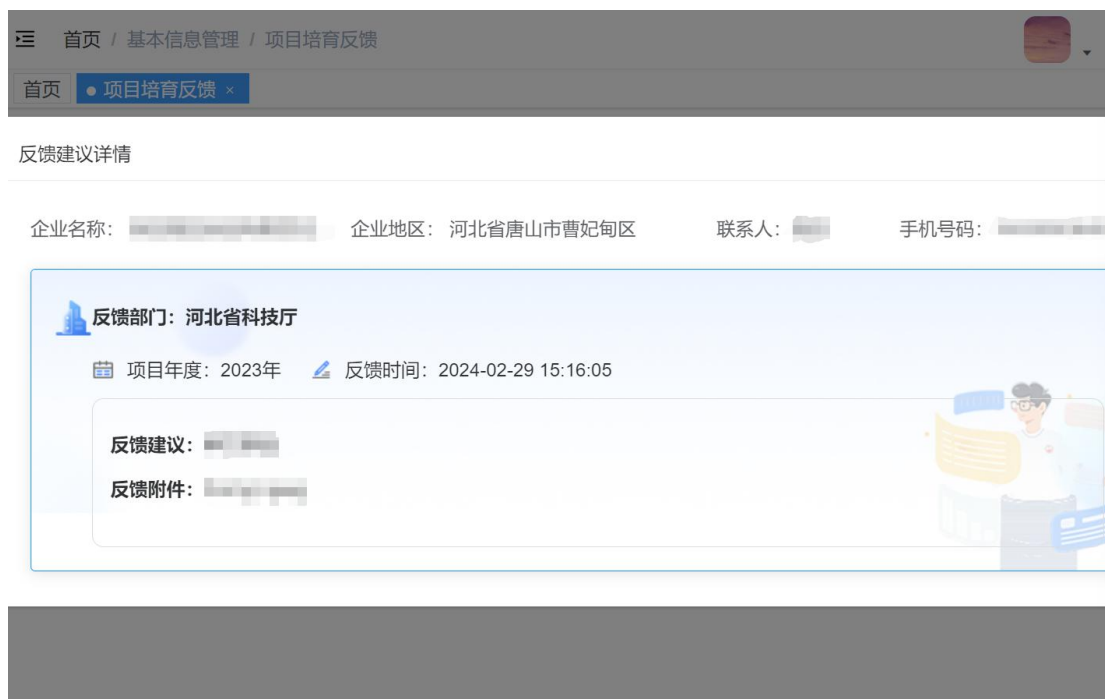 首页 / 基本信息管理 / 项目培育反馈
首页 ● 项目培育反馈 ×
反馈建议详情
企业名称： 企业地区： 河北省唐山市曹妃甸区 联系人： 手机号码：
反馈部门：河北省科技厅
项目年度：2023年 反馈时间：2024-02-29 15:16:05
反馈建议：
反馈附件：